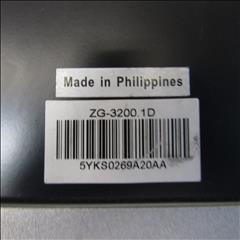 Made in Philippines
ZG-3200.1D
5YKS0269A20AA